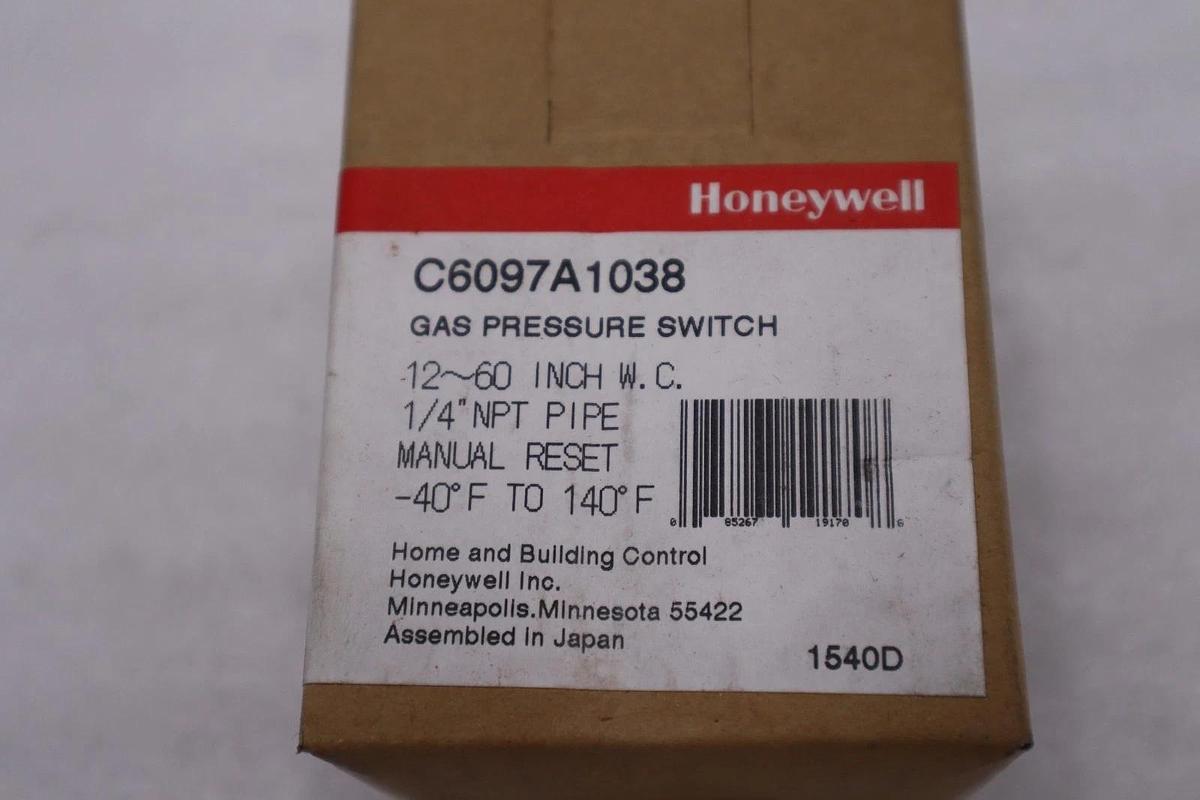 Honeywell
C6097A1038
GAS PRESSURE SWITCH
12~60 INCH W.C.
1/4"NPT PIPE
MANUAL RESET
-40°F TO 140°F
0 85267 19170 6
Home and Building Control
Honeywell Inc.
Minneapolis.Minnesota 55422
Assembled in Japan
1540D